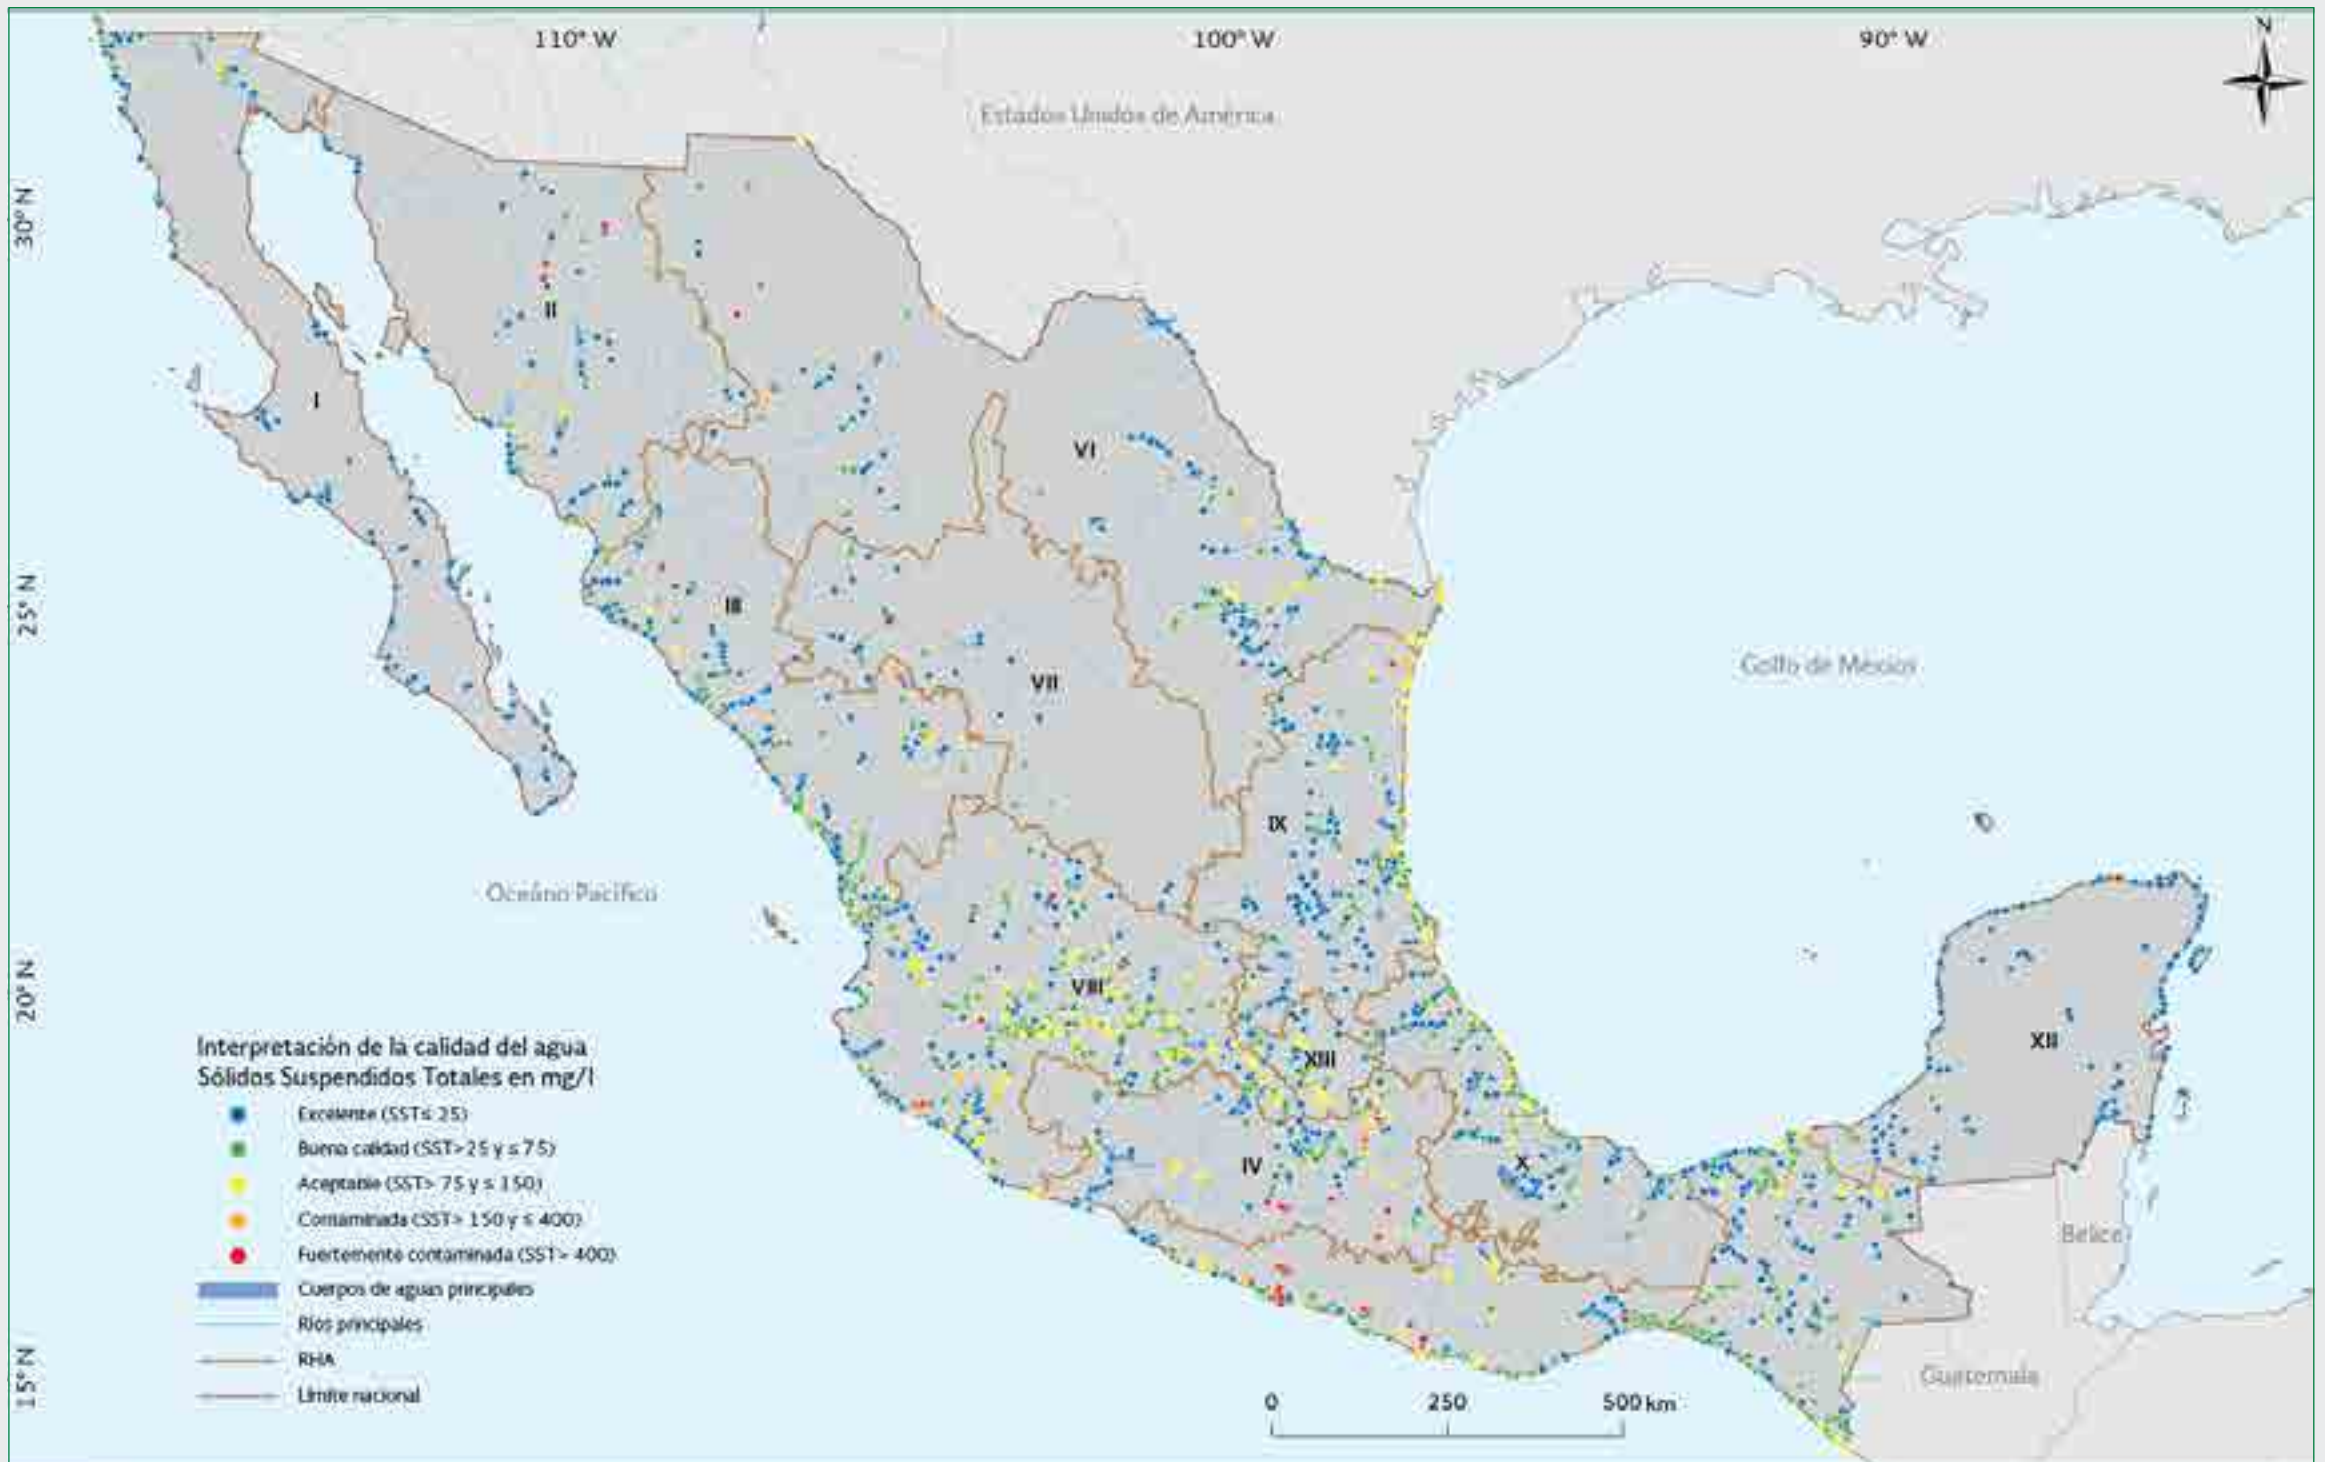 110° W
100° W
90° W
N
Estados Unidos de América
30° N
II
I
VI
25° N
III
Golfo de México
VII
IX
Océano Pacífico
20° N
VIII
XII
XIII
Interpretación de la calidad del agua
Sólidos Suspendidos Totales en mg/l
Excelente (SST≤ 25)
Buena calidad (SST>25 y ≤ 75)
Aceptable (SST> 75 y ≤ 150)
Contaminada (SST> 150 y ≤ 400)
Fuertemente contaminada (SST> 400)
Cuerpos de aguas principales
Ríos principales
RHA
Límite nacional
IV
X
Belice
Guatemala
15° N
0
250
500 km